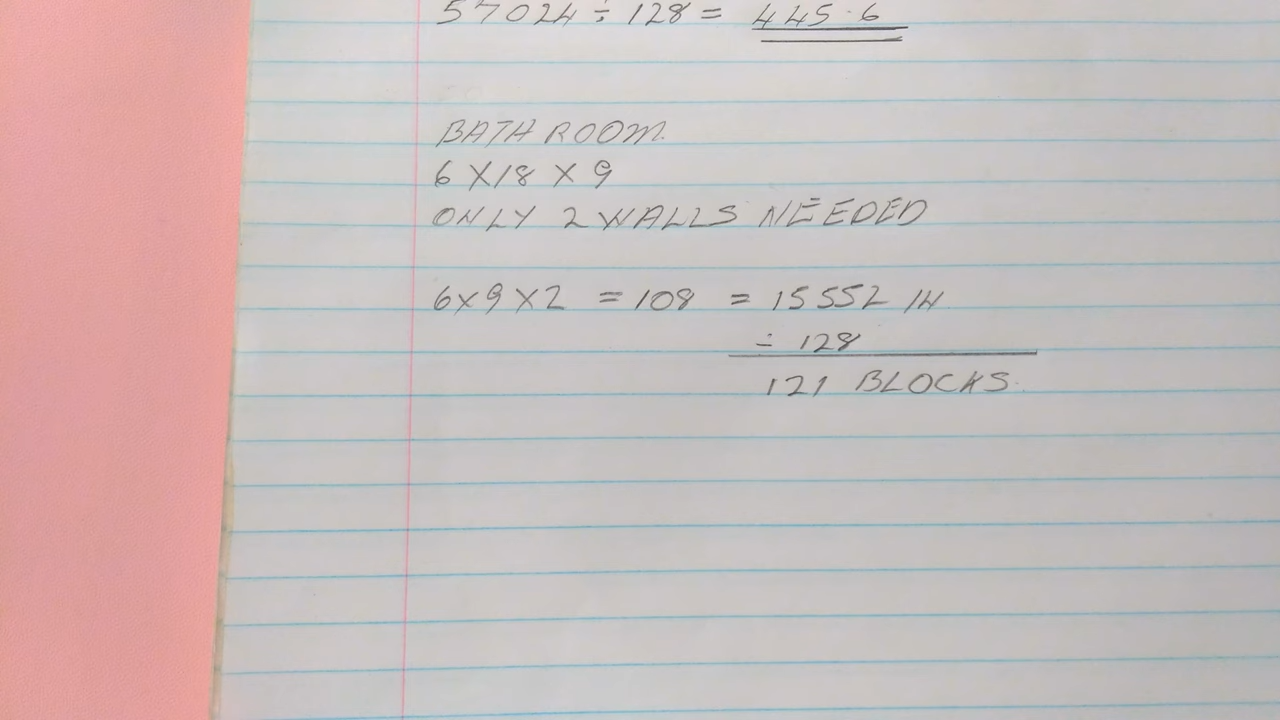 57024 ÷ 128 = 445.6
BATHROOM.
6 X 18 X 9
ONLY 2 WALLS NEEDED
6 x 9 X 2 = 108 = 15552 IN
÷ 128
121 BLOCKS.